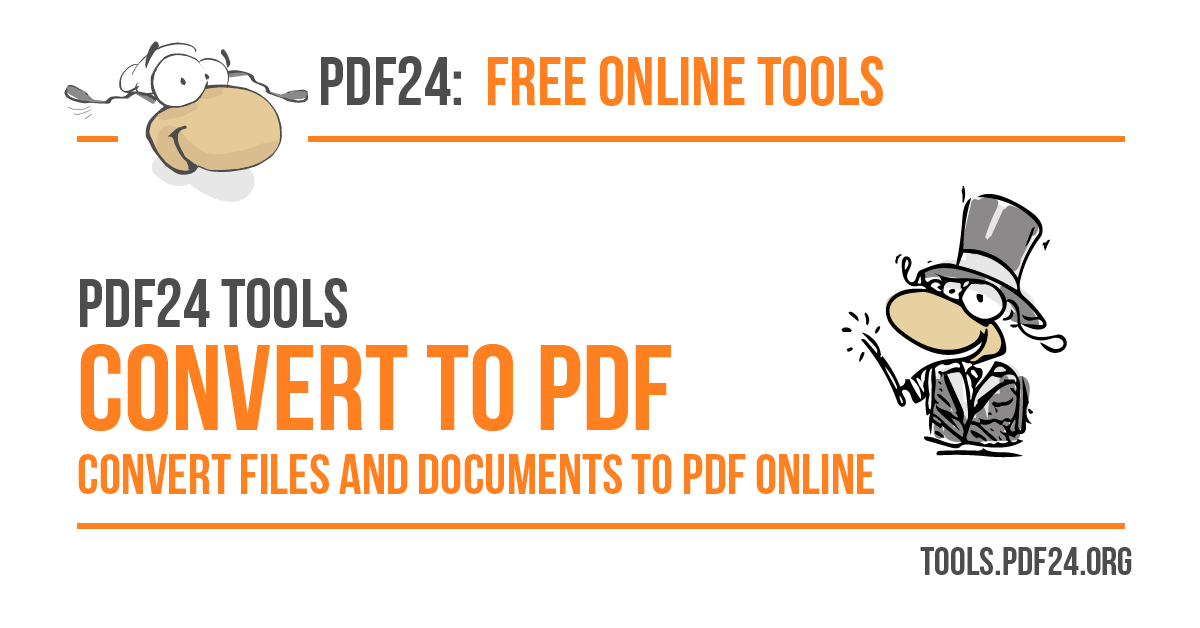 PDF24: FREE ONLINE TOOLS
PDF24 TOOLS
CONVERT TO PDF
CONVERT FILES AND DOCUMENTS TO PDF ONLINE
TOOLS.PDF24.ORG